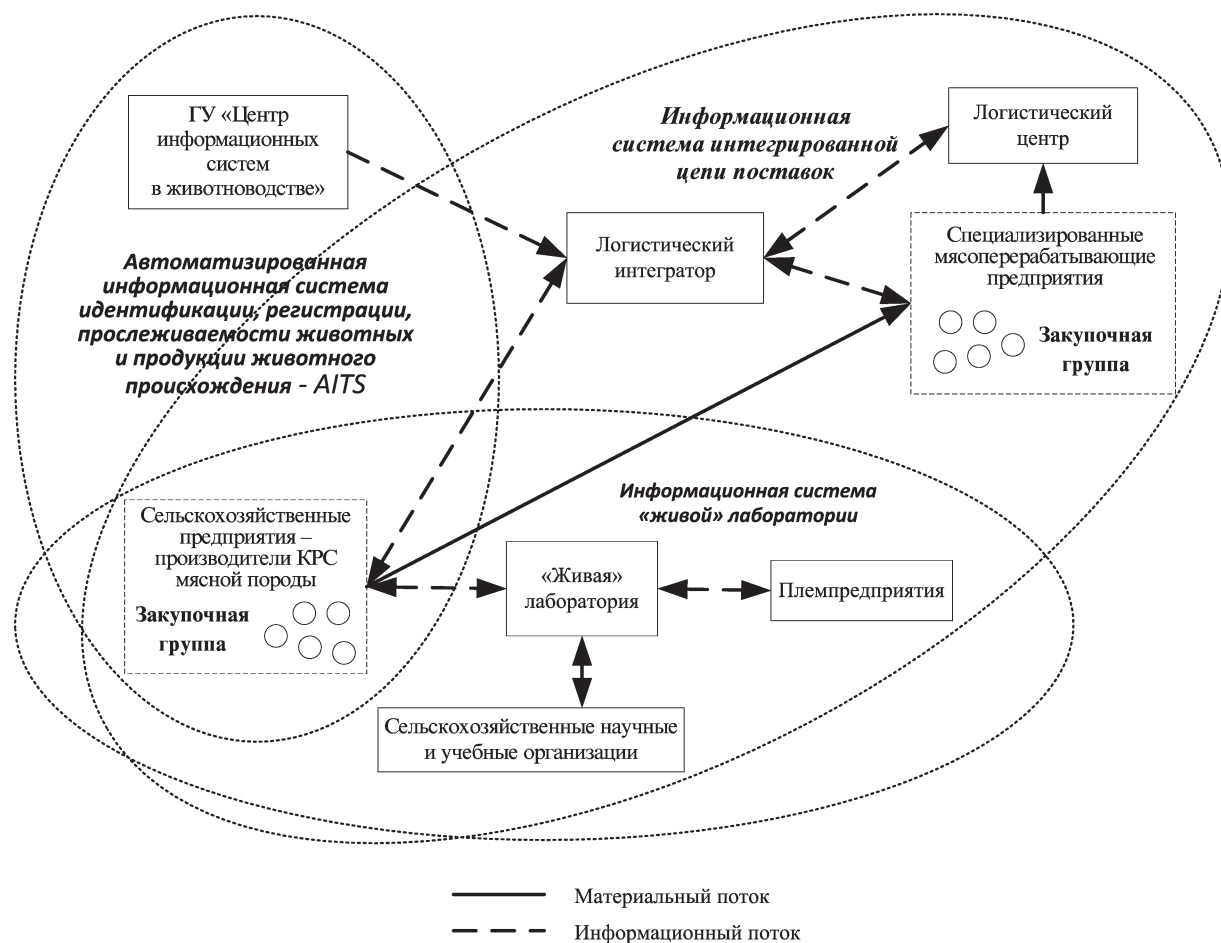 ГУ «Центр
информационных
систем
в животноводстве»
Информационная
система интегрированной
цепи поставок
Логистический
центр
Логистический
интегратор
Специализированные
мясоперерабатывающие
предприятия
Закупочная
группа
Автоматизированная
информационная система
идентификации, регистрации,
прослеживаемости животных
и продукции животного
происхождения - AITS
Информационная система
«живой» лаборатории
Сельскохозяйственные
предприятия –
производители КРС
мясной породы
Закупочная
группа
«Живая»
лаборатория
Племпредприятия
Сельскохозяйственные научные
и учебные организации
Материальный поток
Информационный поток